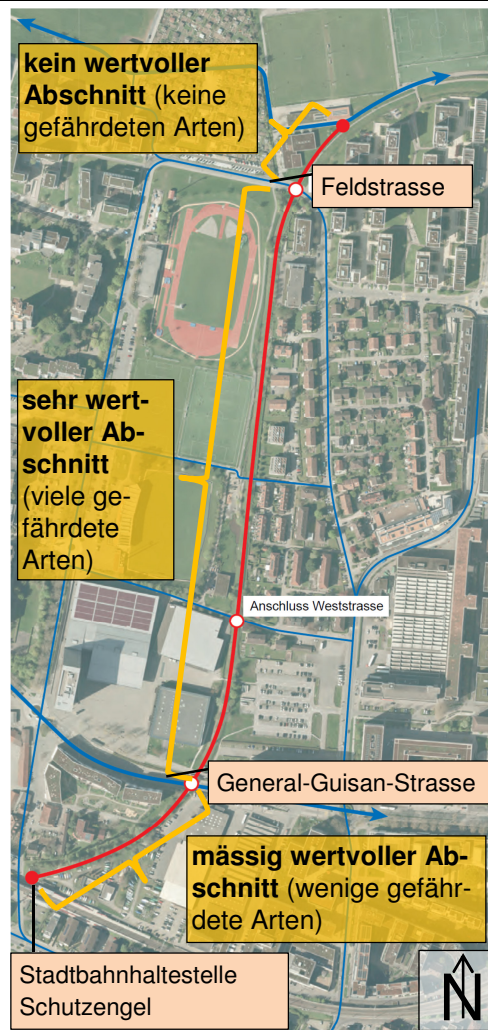 kein wertvoller
Abschnitt (keine
gefährdeten Arten)
Feldstrasse
sehr wert-
voller Ab-
schnitt
(viele ge-
fährdete
Arten)
Anschluss Weststrasse
General-Guisan-Strasse
mässig wertvoller Ab-
schnitt (wenige gefähr-
dete Arten)
Stadtbahnhaltestelle
Schutzengel
N